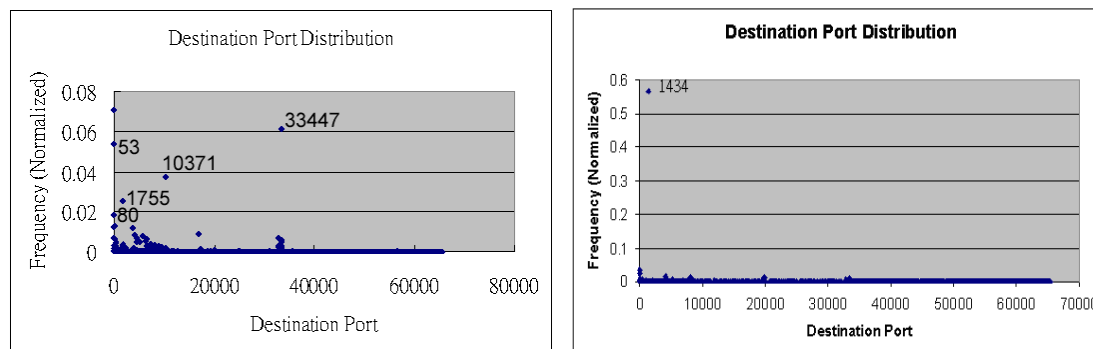 Destination Port Distribution
Frequency (Normalized)
0.08
0.06
0.04
0.02
0
33447
53
10371
1755
80
0 20000 40000 60000 80000
Destination Port
Destination Port Distribution
Frequency (Normalized)
0.6
0.5
0.4
0.3
0.2
0.1
0
1434
0 10000 20000 30000 40000 50000 60000 70000
Destination Port